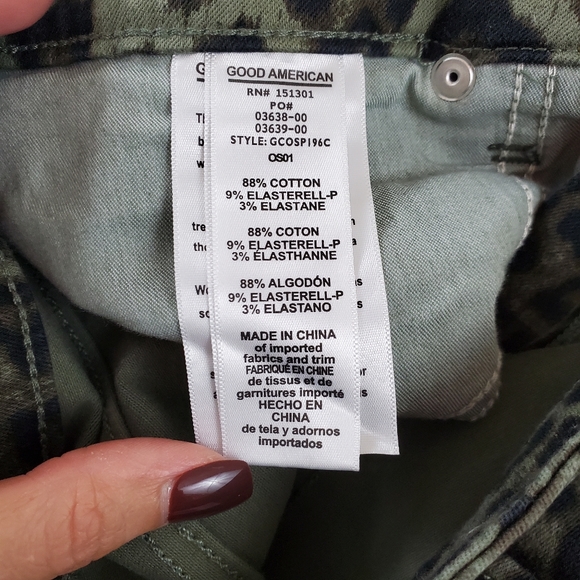 GOOD AMERICAN
RN# 151301
PO#
03638-00
03639-00
STYLE: GCOSP196C
OS01
88% COTTON
9% ELASTERELL-P
3% ELASTANE
88% COTON
9% ELASTERELL-P
3% ÉLASTHANNE
88% ALGODÓN
9% ELASTERELL-P
3% ELASTANO
MADE IN CHINA
of imported
fabrics and trim
FABRIQUÉ EN CHINE
de tissus et de
garnitures importé
HECHO EN
CHINA
de tela y adornos
importados